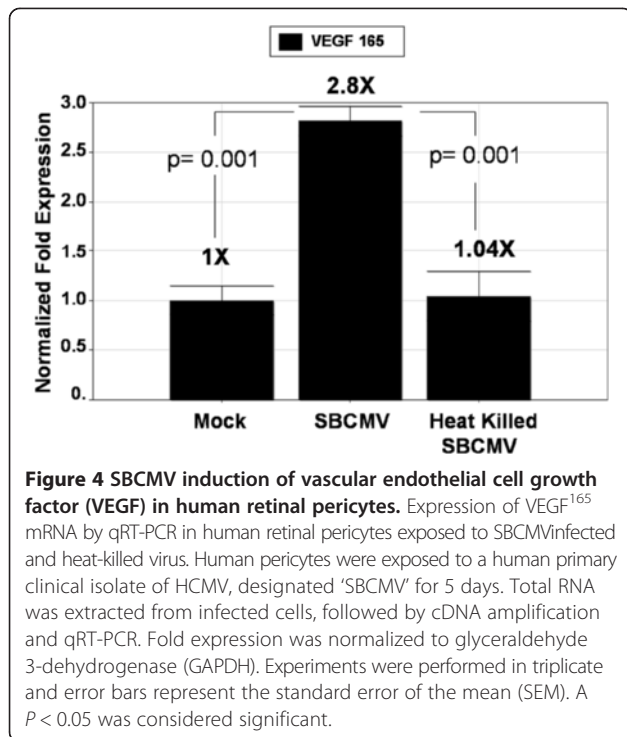 VEGF 165
2.8X
3.0
2.5
2.0
1.5
1.0
0.5
0.
Normalized Fold Expression
p= 0.001
p= 0.001
1X
1.04X
Mock
SBCMV
Heat Killed
SBCMV
Figure 4 SBCMV induction of vascular endothelial cell growth
factor (VEGF) in human retinal pericytes. Expression of VEGF165
mRNA by qRT-PCR in human retinal pericytes exposed to SBCMVinfected
and heat-killed virus. Human pericytes were exposed to a human primary
clinical isolate of HCMV, designated ‘SBCMV’ for 5 days. Total RNA
was extracted from infected cells, followed by cDNA amplification
and qRT-PCR. Fold expression was normalized to glyceraldehyde
3-dehydrogenase (GAPDH). Experiments were performed in triplicate
and error bars represent the standard error of the mean (SEM). A
P < 0.05 was considered significant.